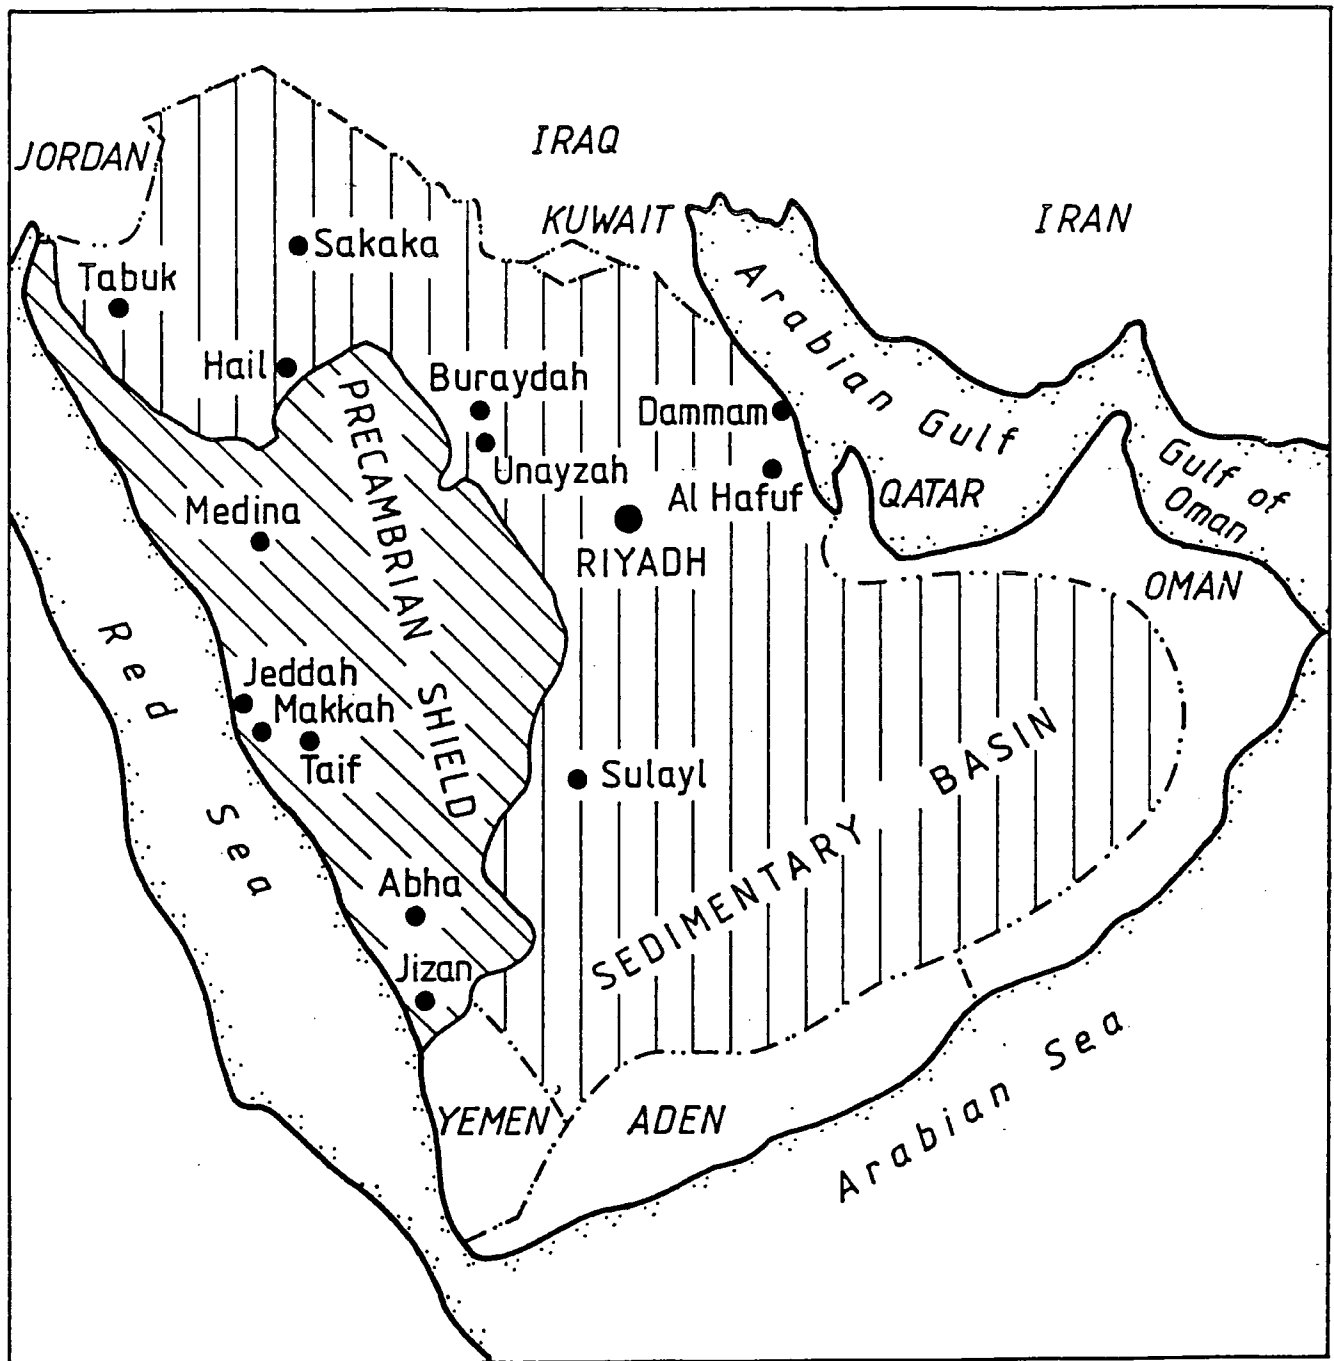 IRAQ
JORDAN
KUWAIT
IRAN
Sakaka
Tabuk
Arabian Gulf
Hail
Buraydah
PRECAMBRIAN SHIELD
Dammam
Unayzah
Al Hafuf
QATAR
Gulf of
Oman
Medina
RIYADH
OMAN
Red Sea
Jeddah
Makkah
Taif
Sulayl
SEDIMENTARY BASIN
Abha
Jizan
YEMEN
ADEN
Arabian Sea